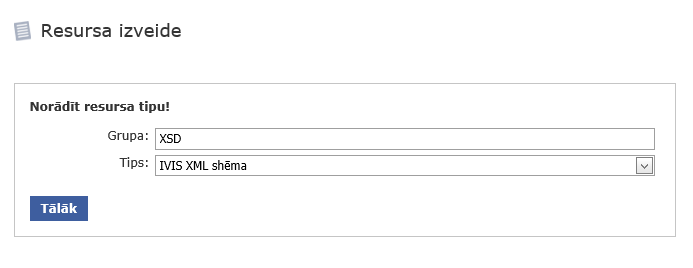 Resursa izveide
Norādīt resursa tipu!
Grupa: XSD
Tips: IVIS XML shēma
Tālāk